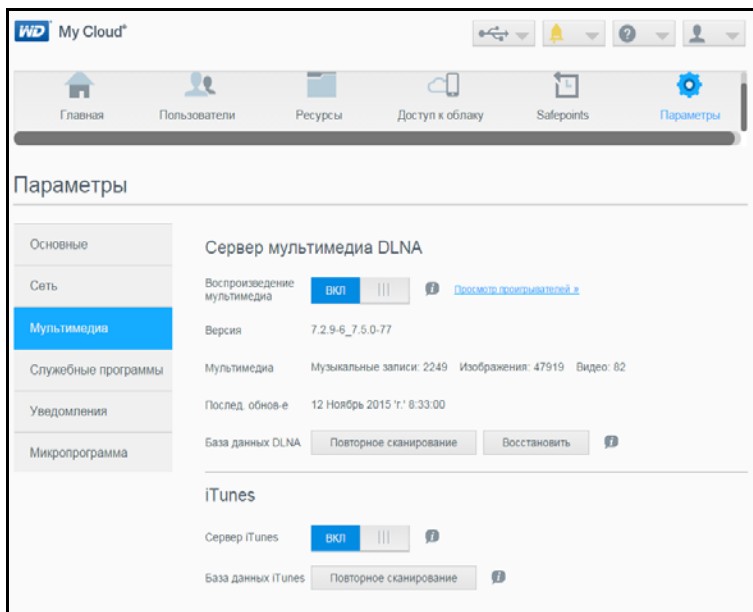 WD My Cloud®
Главная Пользователи Ресурсы Доступ к облаку Safepoints Параметры
Параметры
Основные
Сеть
Мультимедиа
Служебные программы
Уведомления
Микропрограмма
Сервер мультимедиа DLNA
Воспроизведение
мультимедиа
ВКЛ
Просмотр проигрывателей »
Версия 7.2.9-6_7.5.0-77
Мультимедиа Музыкальные записи: 2249 Изображения: 47919 Видео: 82
Послед. обнов-е 12 Ноябрь 2015 'г.' 8:33:00
База данных DLNA Повторное сканирование Восстановить
iTunes
Сервер iTunes ВКЛ
База данных iTunes Повторное сканирование